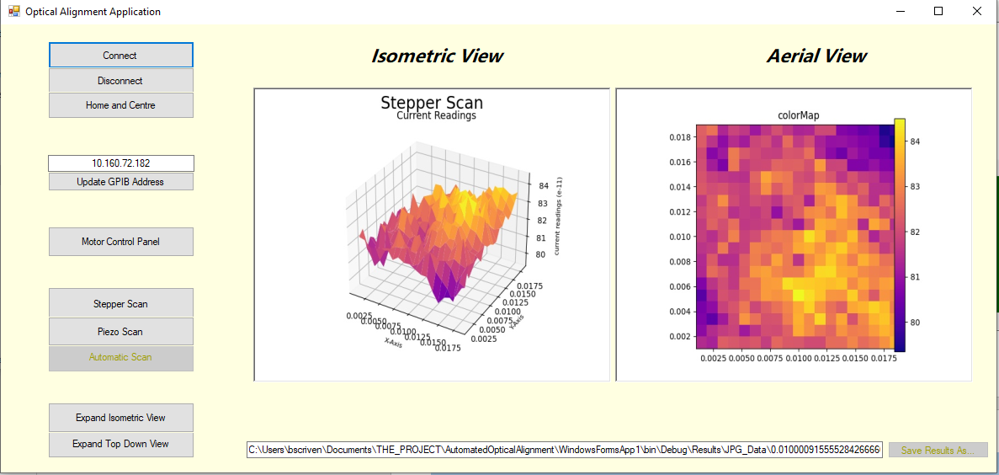 Optical Alignment Application
Connect
Disconnect
Home and Centre
10.160.72.182
Update GPIB Address
Motor Control Panel
Stepper Scan
Piezo Scan
Automatic Scan
Expand Isometric View
Expand Top Down View
Isometric View
Stepper Scan
Current Readings
84
83
82
81
80
current readings (e-11)
0.0025
0.0050
0.0075
0.0100
0.0125
0.0150
0.0175
X-Axis
0.0175
0.0150
0.0125
0.0100
0.0075
0.0050
0.0025
Y-Axis
Aerial View
colorMap
0.018
0.016
0.014
0.012
0.010
0.008
0.006
0.004
0.002
0.0025 0.0050 0.0075 0.0100 0.0125 0.0150 0.0175
84
83
82
81
80
C:\Users\bscriven\Documents\THE_PROJECT\AutomatedOpticalAlignment\WindowsFormsApp1\bin\Debug\Results\JPG_Data\0.01000091555528426666
Save Results As...